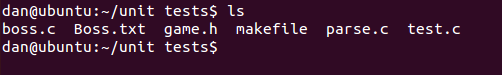 dan@ubuntu:~/unit tests$ ls
boss.c  Boss.txt  game.h  makefile  parse.c  test.c
dan@ubuntu:~/unit tests$